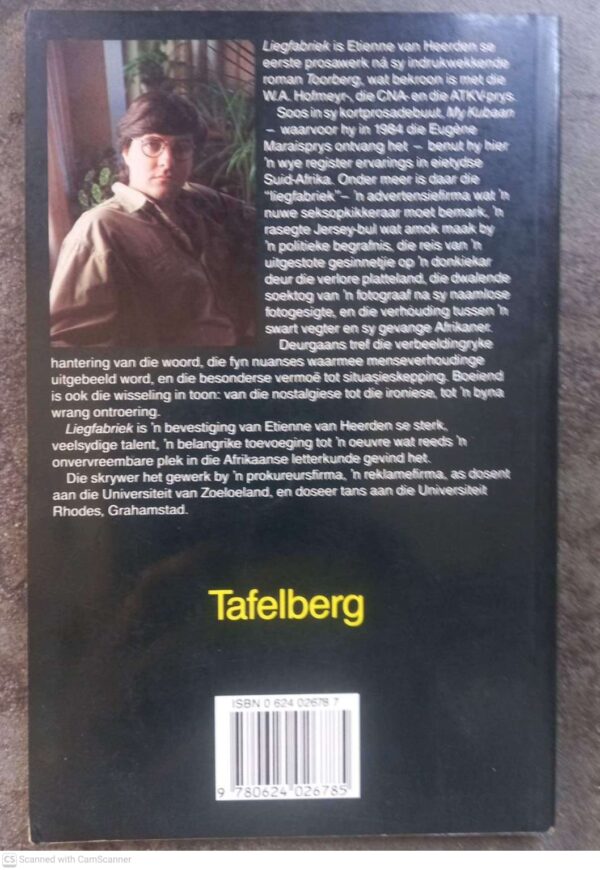 Liegfabriek is Etienne van Heerden se
eerste prosawerk ná sy indrukwekkende
roman Toorberg, wat bekroon is met die
W.A. Hofmeyr-, die CNA- en die ATKV-prys.
Soos in sy kortprosadebuut, My Kubaan
– waarvoor hy in 1984 die Eugène
Maraisprys ontvang het – benut hy hier
'n wye register ervarings in eietydse
Suid-Afrika. Onder meer is daar die
"liegfabriek"– 'n advertensiefirma wat 'n
nuwe seksopkikkeraar moet bemark, 'n
rasegte Jersey-bul wat amok maak by
'n politieke begrafnis, die reis van 'n
uitgestote gesinnetjie op 'n donkiekar
deur die verlore platteland, die dwalende
soektog van 'n fotograaf na sy naamlose
fotogesigte, en die verhouding tussen 'n
swart vegter en sy gevange Afrikaner.
Deurgaans tref die verbeeldingryke
hantering van die woord, die fyn nuanses waarmee menseverhoudinge
uitgebeeld word, en die besonderse vermoë tot situasieskepping. Boeiend
is ook die wisseling in toon: van die nostalgiese tot die ironiese, tot 'n byna
wrang ontroering.
Liegfabriek is 'n bevestiging van Etienne van Heerden se sterk,
veelsydige talent, 'n belangrike toevoeging tot 'n oeuvre wat reeds 'n
onvervreembare plek in die Afrikaanse letterkunde gevind het.
Die skrywer het gewerk by 'n prokureursfirma, 'n reklamefirma, as dosent
aan die Universiteit van Zoeloeland, en doseer tans aan die Universiteit
Rhodes, Grahamstad.
Tafelberg
ISBN 0 624 02678 7
9 780624 026785
CS Scanned with CamScanner